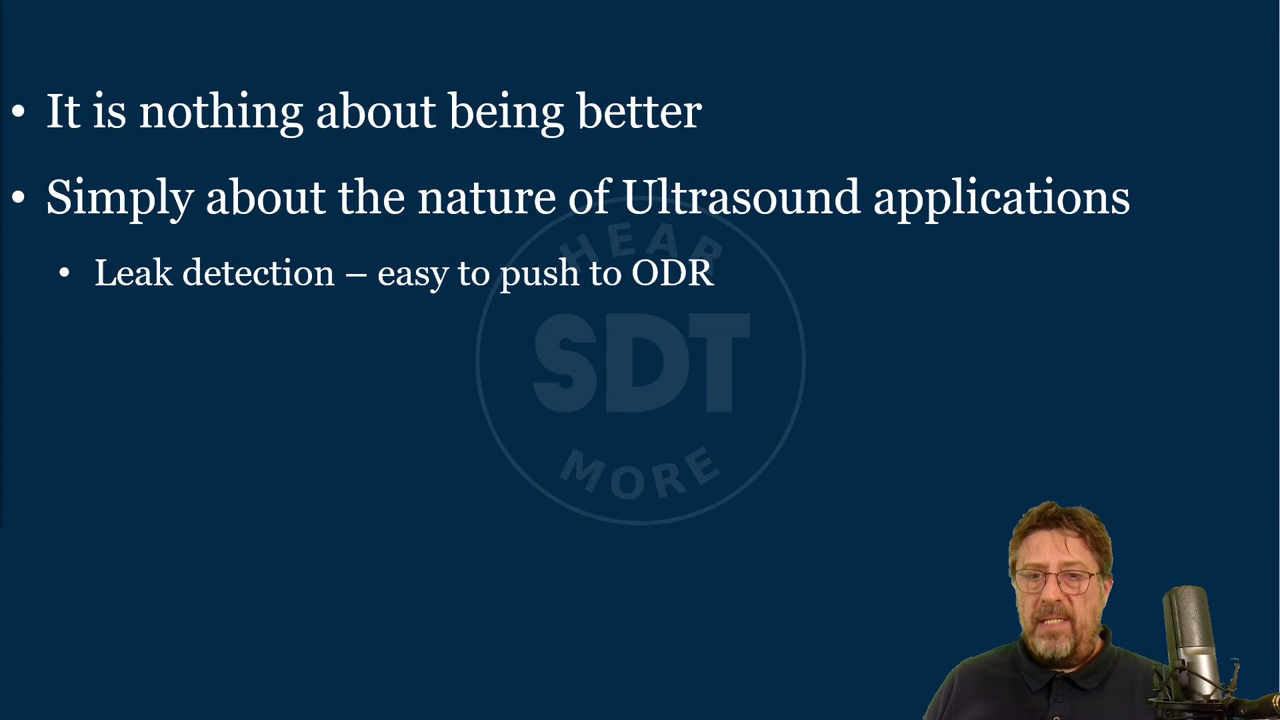 • It is nothing about being better
• Simply about the nature of Ultrasound applications
• Leak detection – easy to push to ODR
HEAR
SDT
MORE